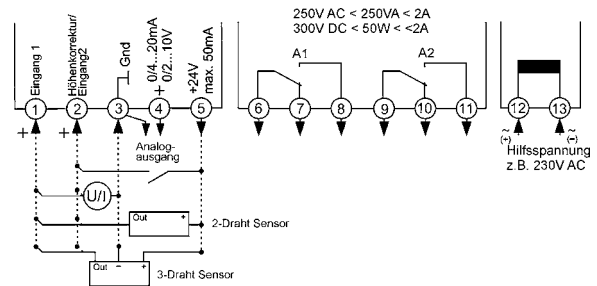 250V AC < 250VA < 2A
300V DC < 50W < <2A
Eingang 1
Höhenkorrektur/
Eingang2
Gnd
0/4...20mA
0/2...10V
+24V
max. 50mA
A1
A2
1
2
3
4
5
6
7
8
9
10
11
12
13
+
+
+
Analog-
ausgang
~
(+)
~
(−)
Hilfsspannung
z.B. 230V AC
U/I
Out
+
2-Draht Sensor
Out
−
+
3-Draht Sensor